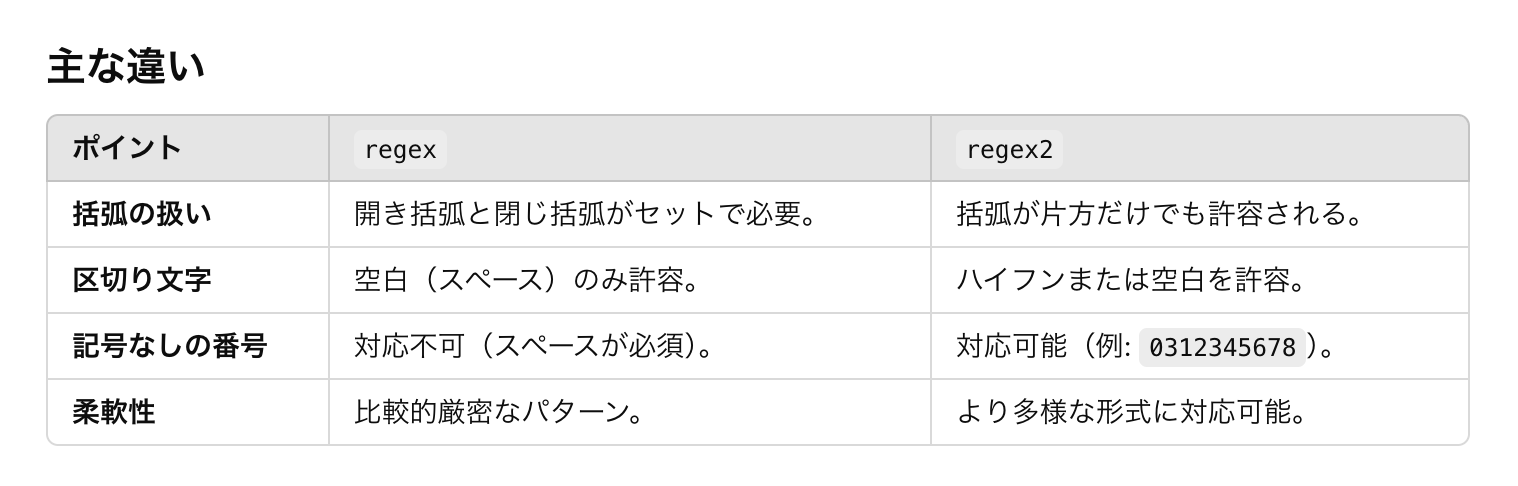 主な違い
ポイント regex regex2
括弧の扱い 開き括弧と閉じ括弧がセットで必要。 括弧が片方だけでも許容される。
区切り文字 空白（スペース）のみ許容。 ハイフンまたは空白を許容。
記号なしの番号 対応不可（スペースが必須）。 対応可能（例: 0312345678）。
柔軟性 比較的厳密なパターン。 より多様な形式に対応可能。